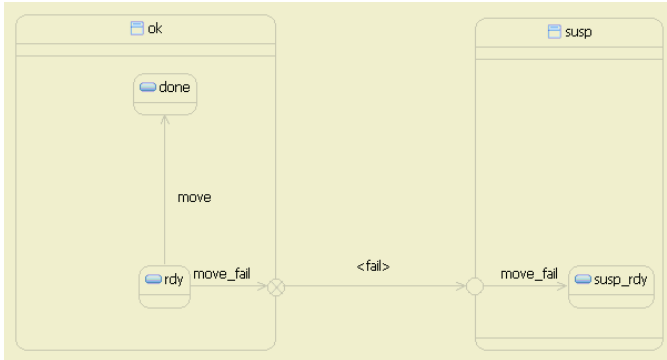 ok
susp
done
move
<fail>
rdy
move_fail
move_fail
susp_rdy